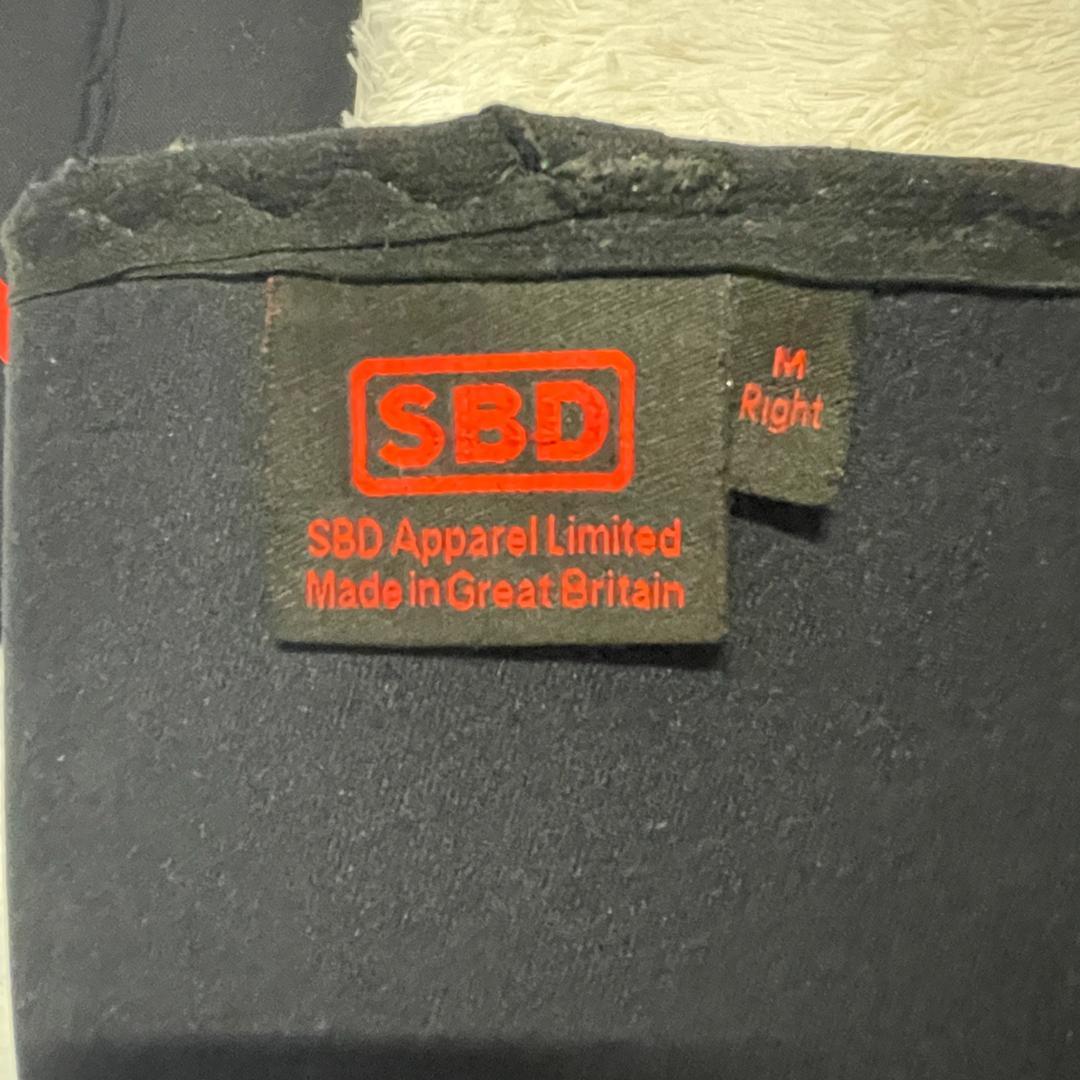 SBD
SBD Apparel Limited
Made in Great Britain
M
Right